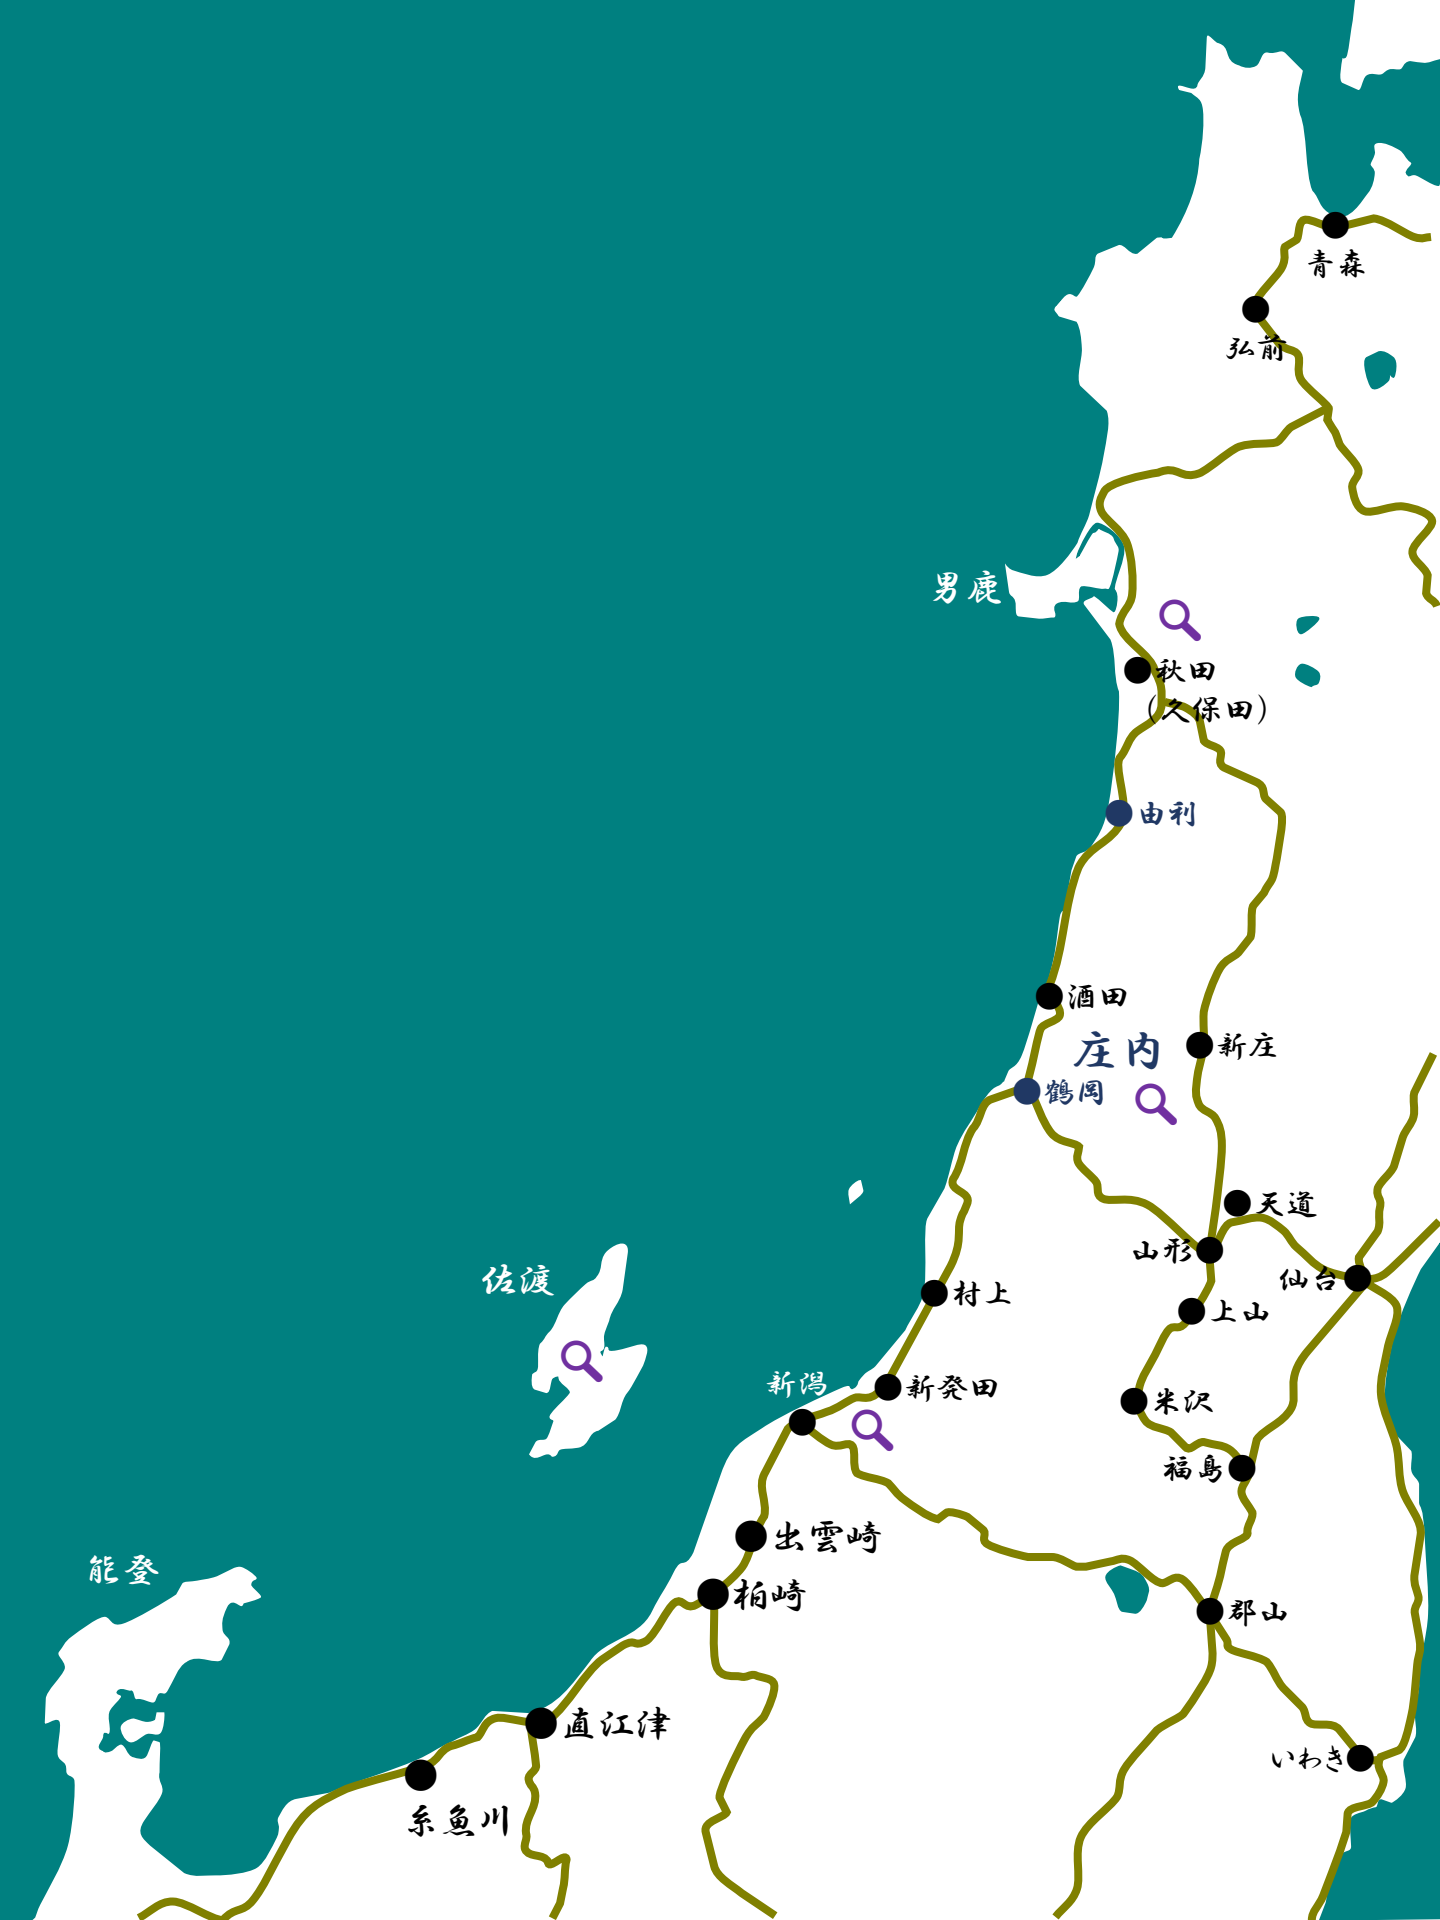 青森
弘前
男鹿
秋田
（久保田）
由利
酒田
庄内
新庄
鶴岡
天道
山形
仙台
佐渡
村上
上山
新潟
新発田
米沢
福島
出雲崎
能登
柏崎
郡山
直江津
いわき
糸魚川